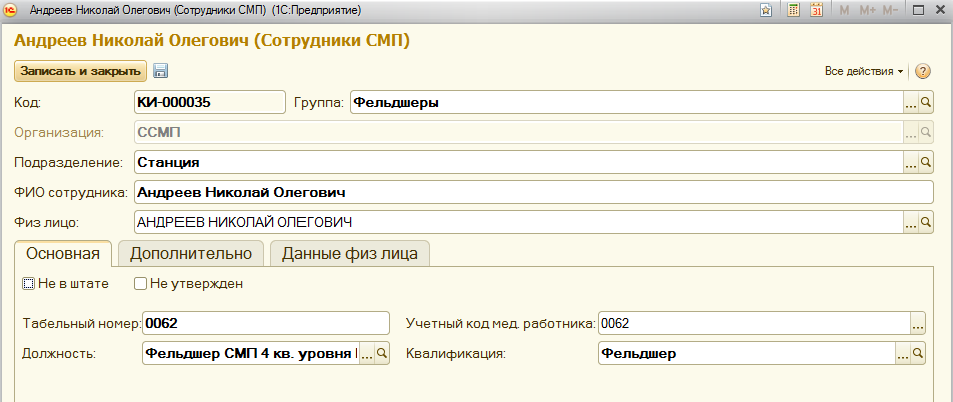 Андреев Николай Олегович (Сотрудники СМП) (1С:Предприятие)
M M+ M-
31
Андреев Николай Олегович (Сотрудники СМП)
Записать и закрыть Все действия ?
Код: КИ-000035 Группа: Фельдшеры ...
Организация: ССМП ...
Подразделение: Станция ...
ФИО сотрудника: Андреев Николай Олегович
Физ лицо: АНДРЕЕВ НИКОЛАЙ ОЛЕГОВИЧ ...
Основная Дополнительно Данные физ лица
Не в штате Не утвержден
Табельный номер: 0062 Учетный код мед. работника: 0062 ...
Должность: Фельдшер СМП 4 кв. уровня ... Квалификация: Фельдшер ...